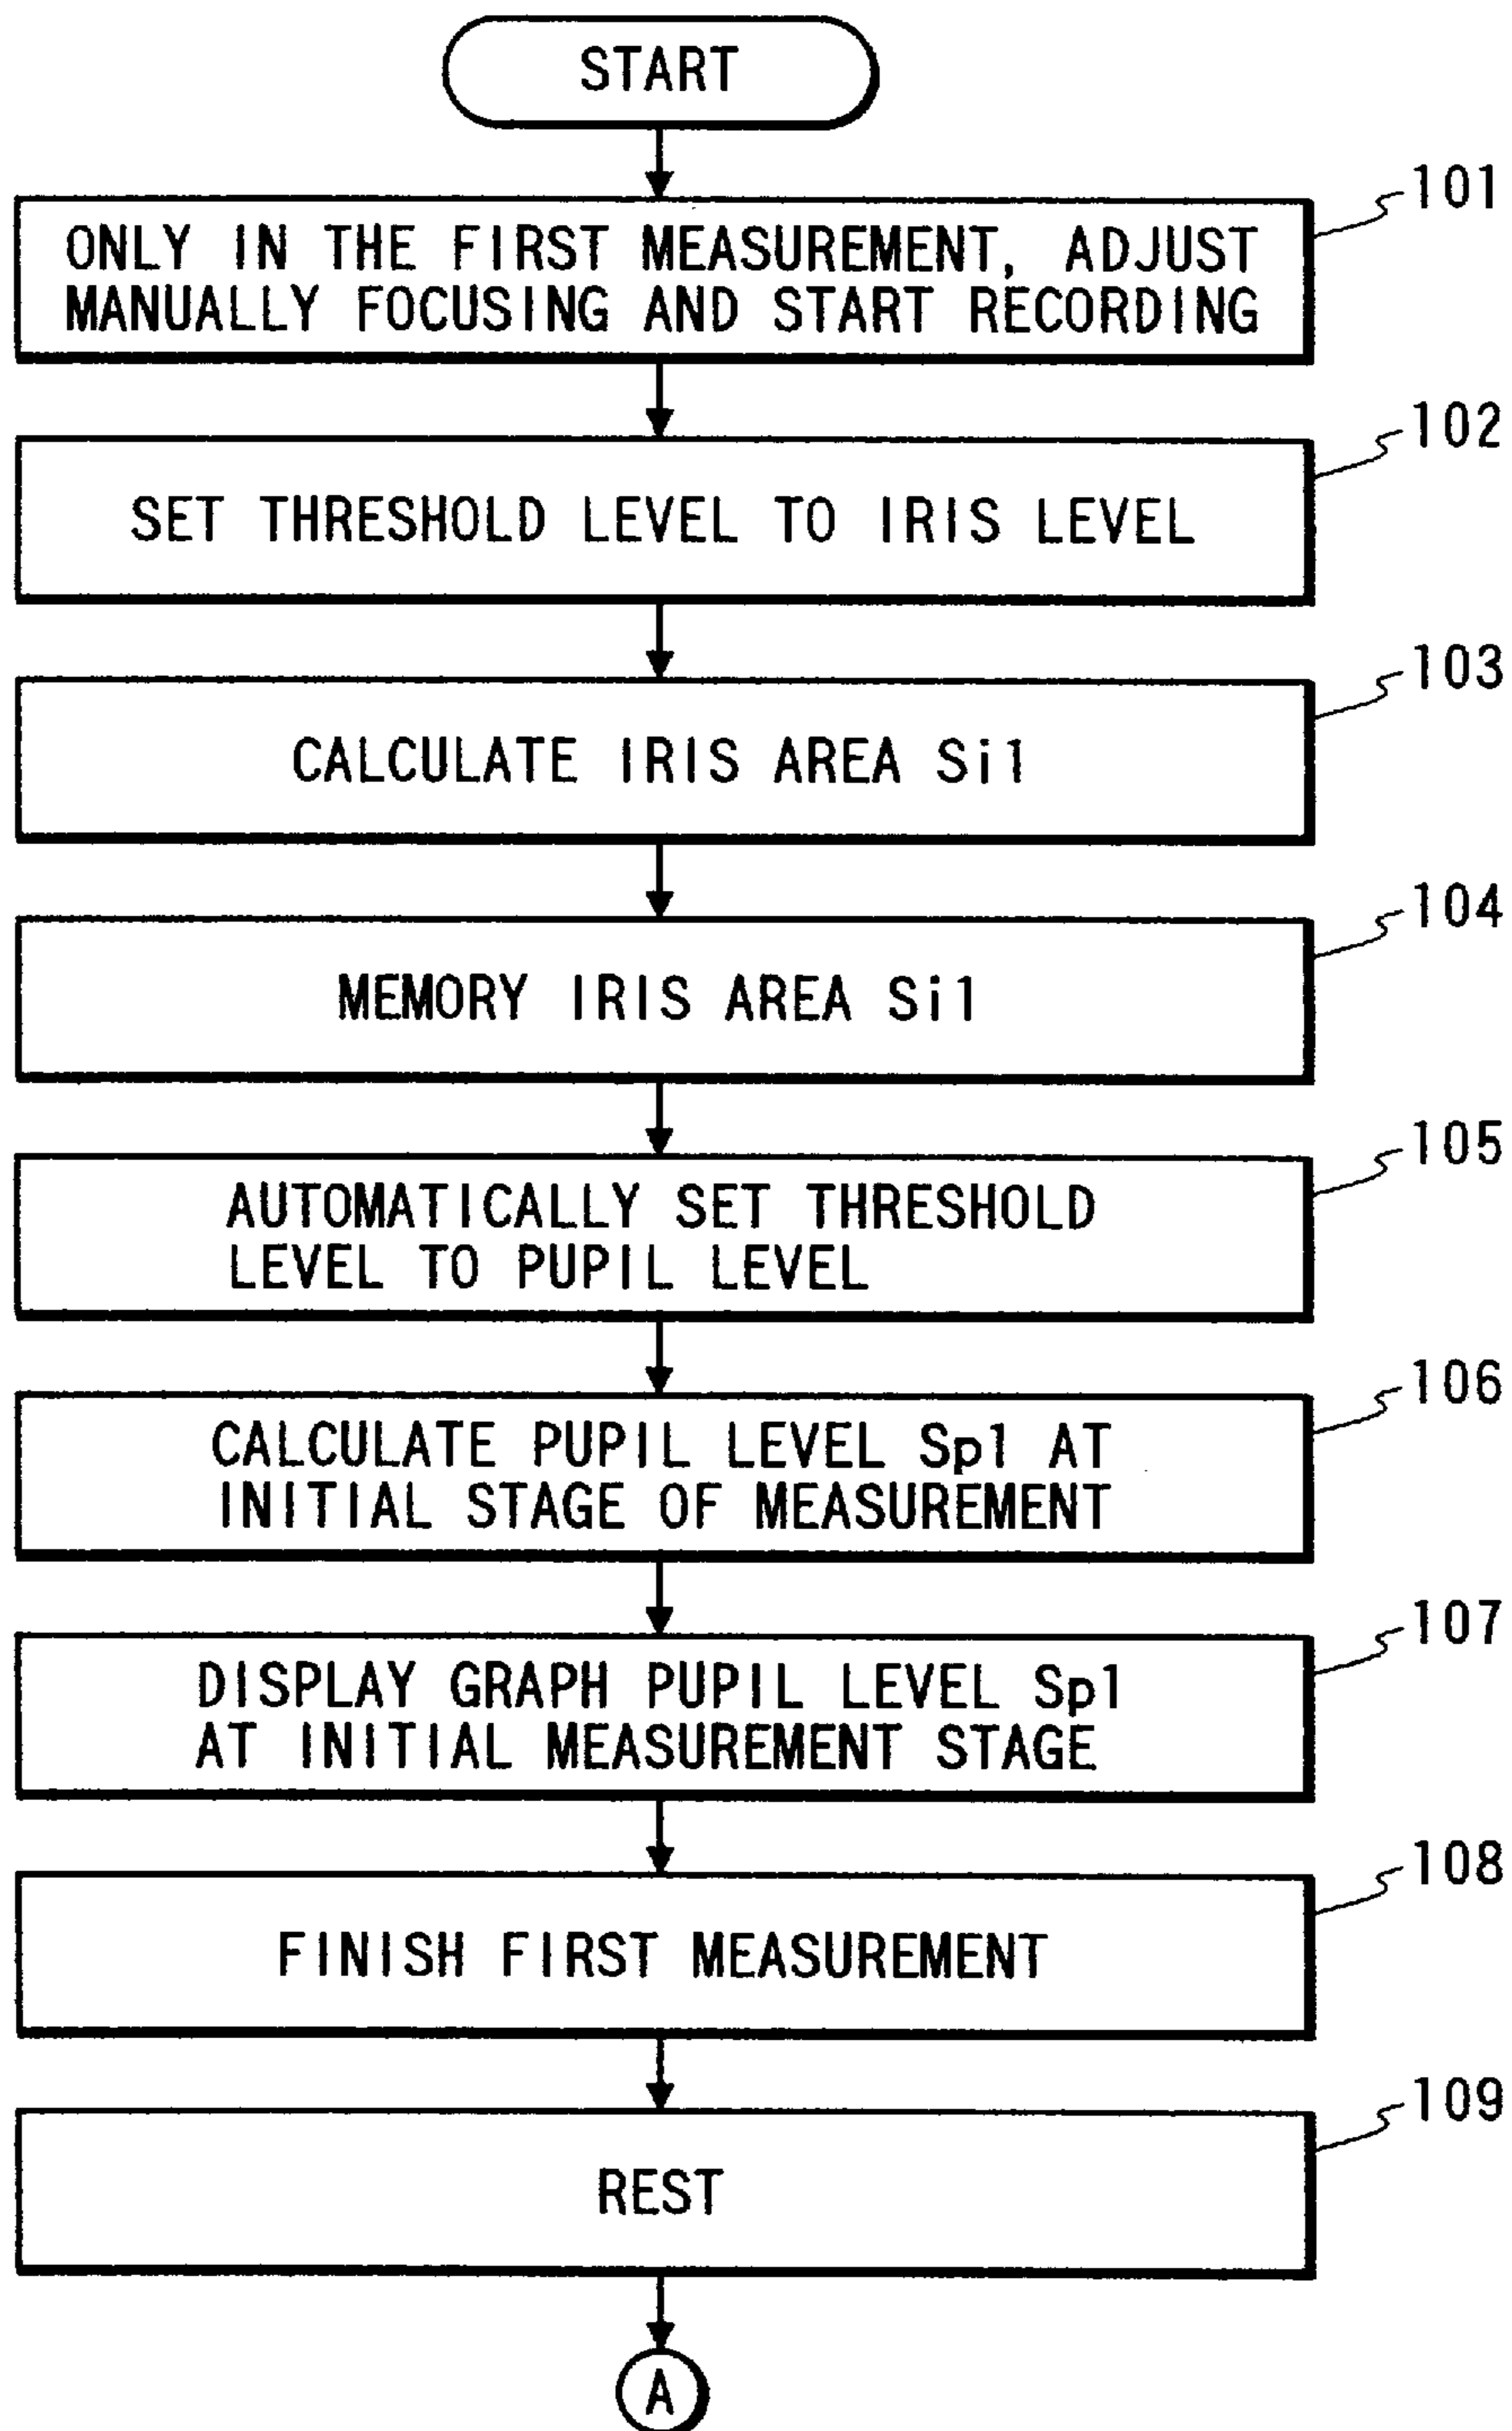 START
101
ONLY IN THE FIRST MEASUREMENT, ADJUST
MANUALLY FOCUSING AND START RECORDING
102
SET THRESHOLD LEVEL TO IRIS LEVEL
103
CALCULATE IRIS AREA Si1
104
MEMORY IRIS AREA Si1
105
AUTOMATICALLY SET THRESHOLD
LEVEL TO PUPIL LEVEL
106
CALCULATE PUPIL LEVEL Sp1 AT
INITIAL STAGE OF MEASUREMENT
107
DISPLAY GRAPH PUPIL LEVEL Sp1
AT INITIAL MEASUREMENT STAGE
108
FINISH FIRST MEASUREMENT
109
REST
A